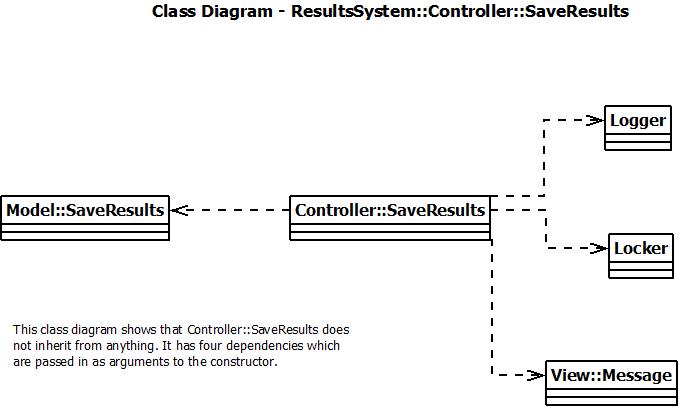 Class Diagram - ResultsSystem::Controller::SaveResults
Logger
Model::SaveResults
Controller::SaveResults
Locker
This class diagram shows that Controller::SaveResults does
not inherit from anything. It has four dependencies which
are passed in as arguments to the constructor.
View::Message